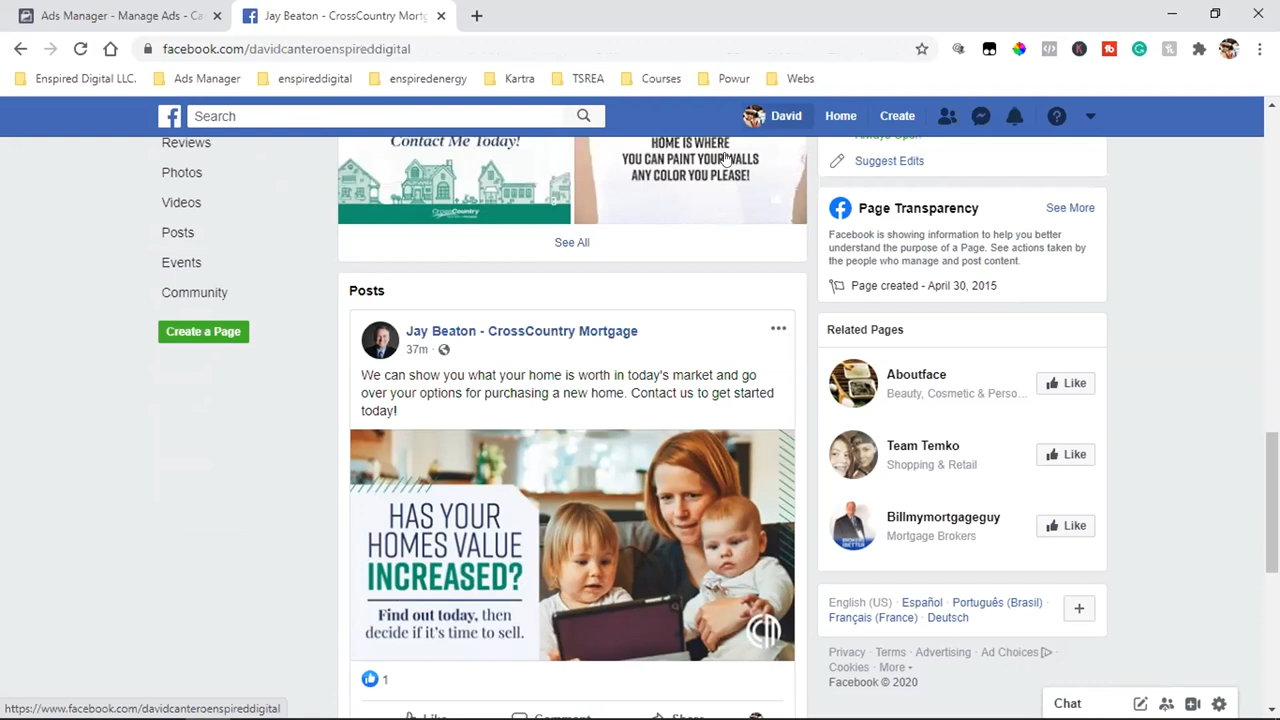 Ads Manager - Manage Ads - Ca
Jay Beaton - CrossCountry Mortg
facebook.com/davidcanteroenspireddigital
Enspired Digital LLC.
Ads Manager
enspireddigital
enspiredenergy
Kartra
TSREA
Courses
Powur
Webs
Search
David
Home
Create
Reviews
Photos
Videos
Posts
Events
Community
Create a Page
Contact Me Today!
CrossCountry
HOME IS WHERE
YOU CAN PAINT YOUR WALLS
ANY COLOR YOU PLEASE!
See All
Posts
Jay Beaton - CrossCountry Mortgage
37m ·
We can show you what your home is worth in today's market and go
over your options for purchasing a new home. Contact us to get started
today!
HAS YOUR
HOMES VALUE
INCREASED?
Find out today, then
decide if it's time to sell.
1
Like
Comment
Share
Always Open
Suggest Edits
Page Transparency
See More
Facebook is showing information to help you better
understand the purpose of a Page. See actions taken by
the people who manage and post content.
Page created - April 30, 2015
Related Pages
Aboutface
Beauty, Cosmetic & Perso...
Like
Team Temko
Shopping & Retail
Like
Billmymortgageguy
Mortgage Brokers
Like
English (US) · Español · Português (Brasil) ·
Français (France) · Deutsch
Privacy · Terms · Advertising · Ad Choices ·
Cookies · More
Facebook © 2020
Chat
https://www.facebook.com/davidcanteroenspireddigital